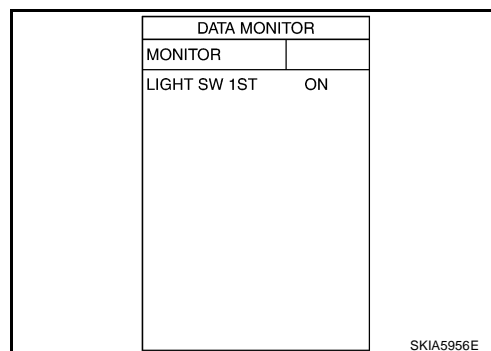 DATA MONITOR
MONITOR
LIGHT SW 1ST ON
SKIA5956E